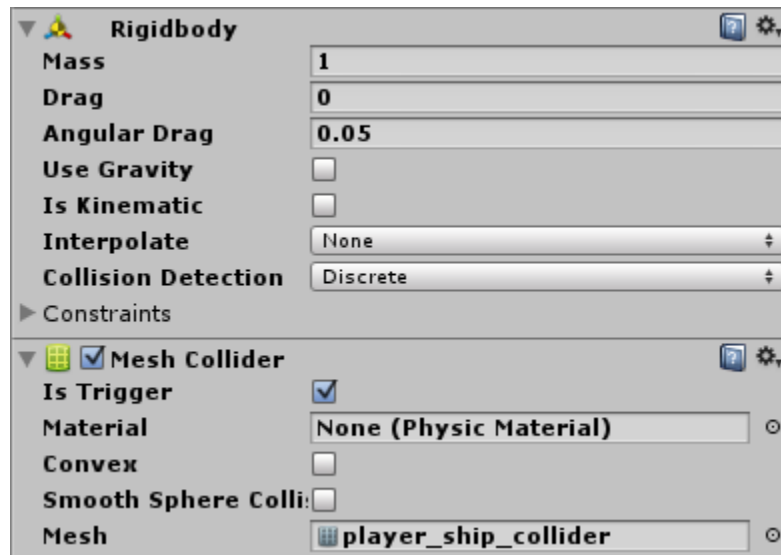 Rigidbody
Mass 1
Drag 0
Angular Drag 0.05
Use Gravity
Is Kinematic
Interpolate None
Collision Detection Discrete
Constraints
Mesh Collider
Is Trigger
Material None (Physic Material)
Convex
Smooth Sphere Colli
Mesh player_ship_collider